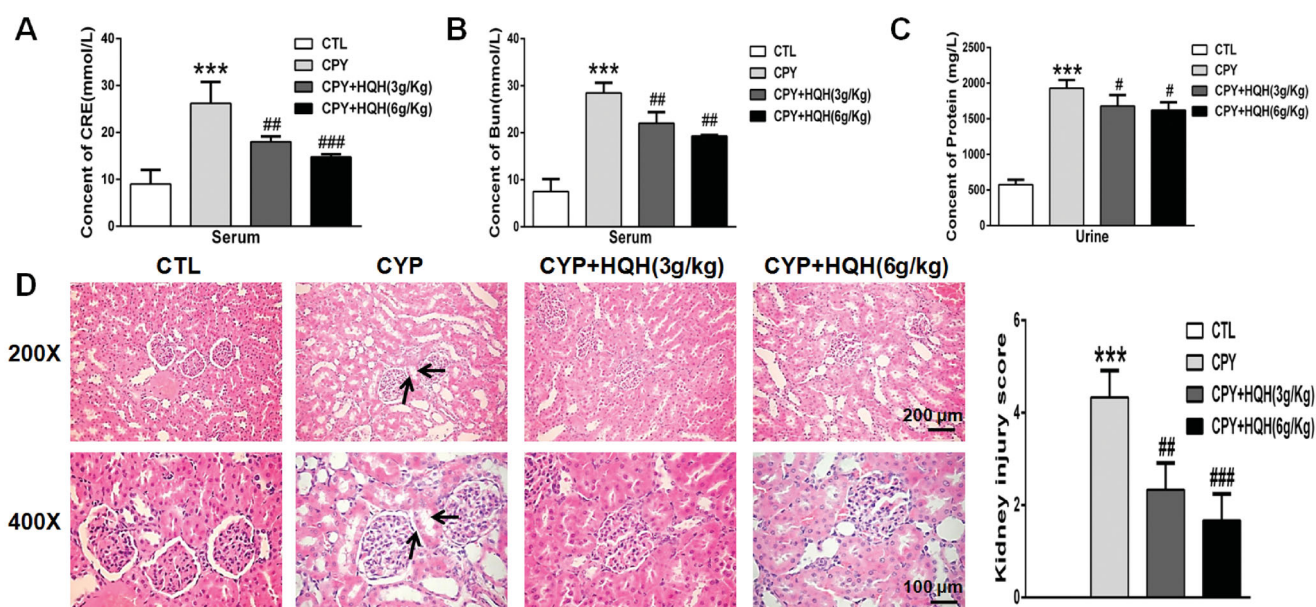 A
Concent of CRE(mmol/L)
40
30
20
10
0
***
##
###
Serum
CTL
CPY
CPY+HQH(3g/Kg)
CPY+HQH(6g/Kg)
B
Concent of Bun(mmol/L)
40
30
20
10
0
***
##
##
Serum
CTL
CPY
CPY+HQH(3g/Kg)
CPY+HQH(6g/Kg)
C
Concent of Protein (mg/L)
2500
2000
1500
1000
500
0
***
#
#
Urine
CTL
CPY
CPY+HQH(3g/Kg)
CPY+HQH(6g/Kg)
D
CTL
CYP
CYP+HQH(3g/kg)
CYP+HQH(6g/kg)
200X
200 µm
400X
100 µm
Kidney injury score
6
4
2
0
***
##
###
CTL
CPY
CPY+HQH(3g/Kg)
CPY+HQH(6g/Kg)